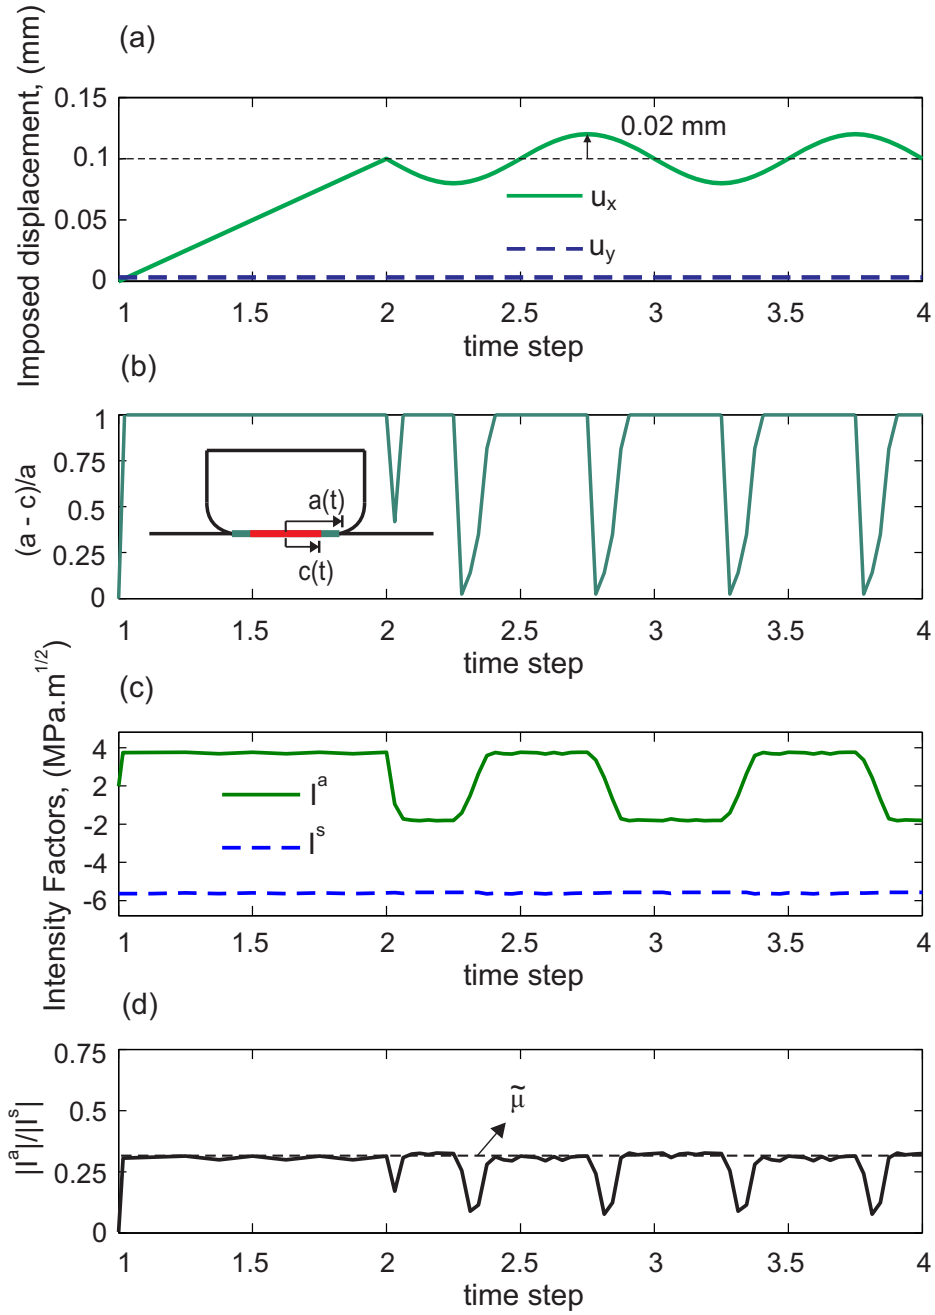 (a)
Imposed displacement, (mm)
0.15
0.1
0.05
0
0.02 mm
uₓ
u_y
1 1.5 2 2.5 3 3.5 4
time step
(b)
(a - c)/a
1
0.75
0.5
0.25
0
a(t)
c(t)
1 1.5 2 2.5 3 3.5 4
time step
(c)
Intensity Factors, (MPa.m^1/2)
4
2
-2
-4
-6
I^a
I^s
1 1.5 2 2.5 3 3.5 4
time step
(d)
|I^a|/|I^s|
0.75
0.5
0.25
0
μ̃
1 1.5 2 2.5 3 3.5 4
time step